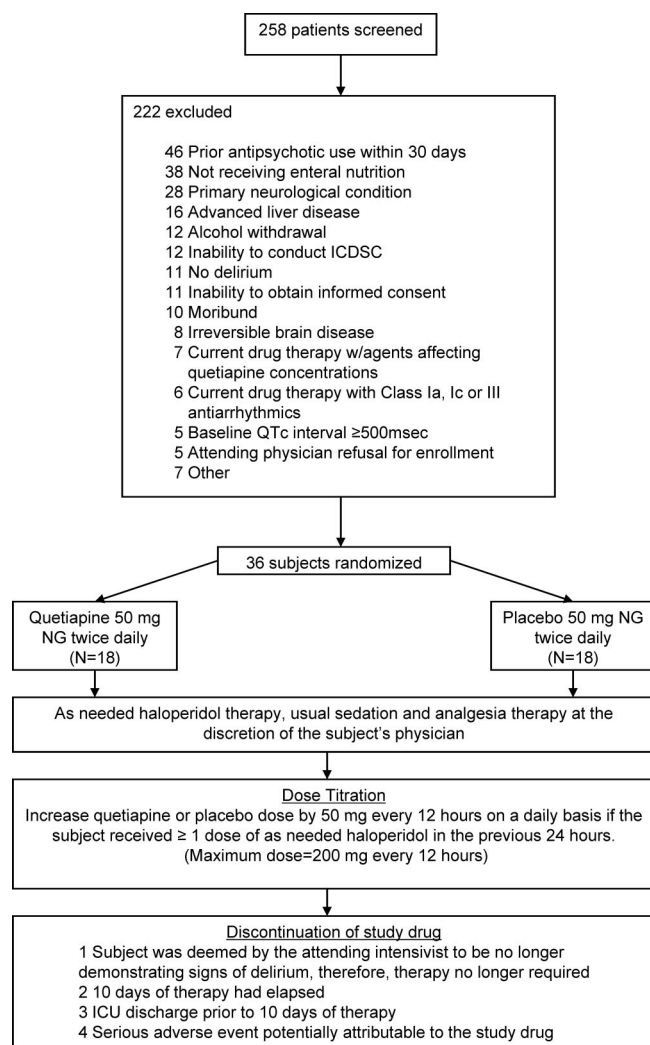 258 patients screened
222 excluded
46 Prior antipsychotic use within 30 days
38 Not receiving enteral nutrition
28 Primary neurological condition
16 Advanced liver disease
12 Alcohol withdrawal
12 Inability to conduct ICDSC
11 No delirium
11 Inability to obtain informed consent
10 Moribund
8 Irreversible brain disease
7 Current drug therapy w/agents affecting
quetiapine concentrations
6 Current drug therapy with Class Ia, Ic or III
antiarrhythmics
5 Baseline QTc interval ≥500msec
5 Attending physician refusal for enrollment
7 Other
36 subjects randomized
Quetiapine 50 mg
NG twice daily
(N=18)
Placebo 50 mg NG
twice daily
(N=18)
As needed haloperidol therapy, usual sedation and analgesia therapy at the
discretion of the subject's physician
Dose Titration
Increase quetiapine or placebo dose by 50 mg every 12 hours on a daily basis if the
subject received ≥ 1 dose of as needed haloperidol in the previous 24 hours.
(Maximum dose=200 mg every 12 hours)
Discontinuation of study drug
1 Subject was deemed by the attending intensivist to be no longer
demonstrating signs of delirium, therefore, therapy no longer required
2 10 days of therapy had elapsed
3 ICU discharge prior to 10 days of therapy
4 Serious adverse event potentially attributable to the study drug